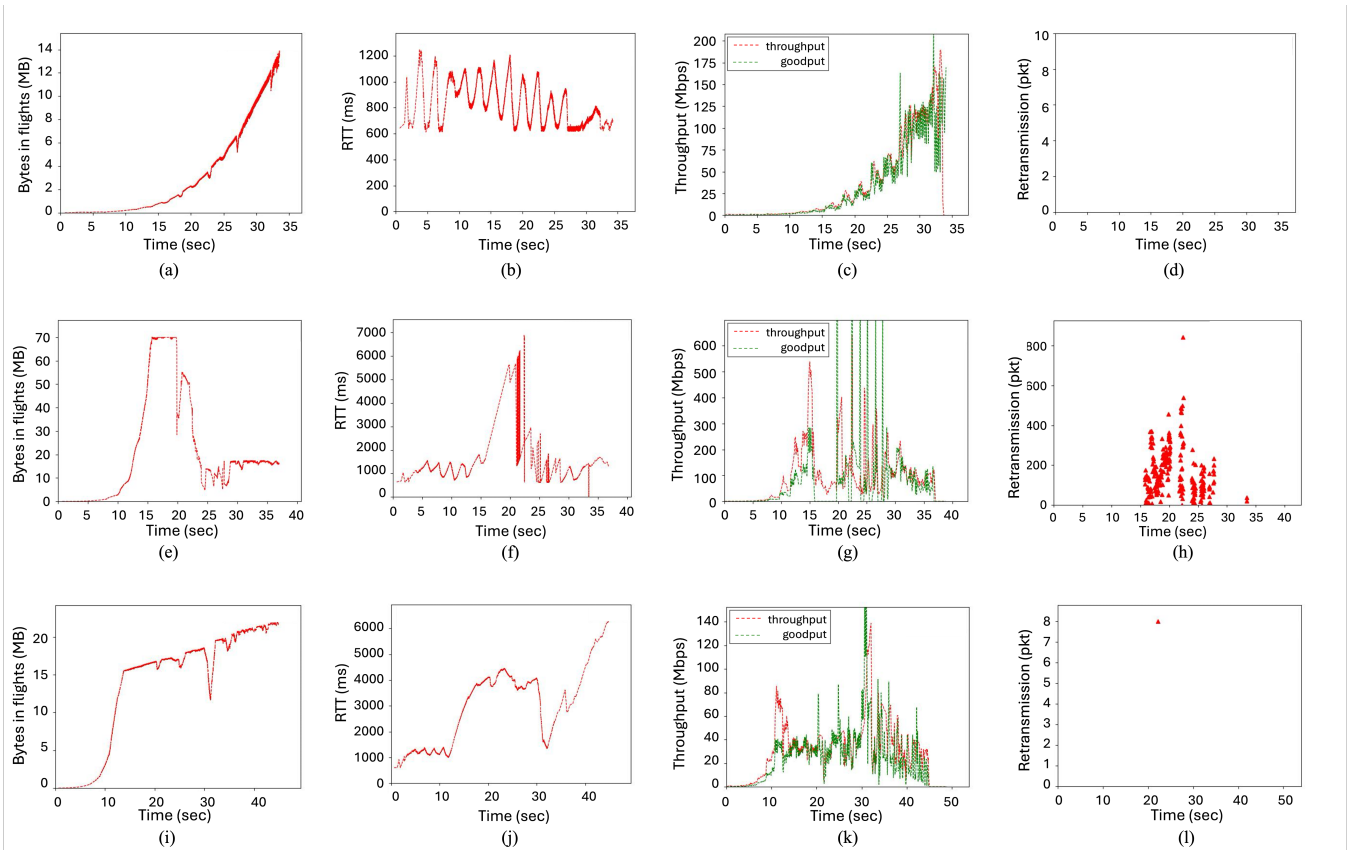 Bytes in flights (MB)
14
12
10
8
6
4
2
0
0 5 10 15 20 25 30 35
Time (sec)
(a)
RTT (ms)
1200
1000
800
600
400
200
0
0 5 10 15 20 25 30 35
Time (sec)
(b)
Throughput (Mbps)
200
175
150
125
100
75
50
25
0
throughput
goodput
0 5 10 15 20 25 30 35
Time (sec)
(c)
Retransmission (pkt)
10
8
6
4
2
0
0 5 10 15 20 25 30 35
Time (sec)
(d)
Bytes in flights (MB)
70
60
50
40
30
20
10
0
0 5 10 15 20 25 30 35 40
Time (sec)
(e)
RTT (ms)
7000
6000
5000
4000
3000
2000
1000
0
0 5 10 15 20 25 30 35 40
Time (sec)
(f)
Throughput (Mbps)
600
500
400
300
200
100
0
throughput
goodput
0 5 10 15 20 25 30 35 40
Time (sec)
(g)
Retransmission (pkt)
800
600
400
200
0
0 5 10 15 20 25 30 35 40
Time (sec)
(h)
Bytes in flights (MB)
20
15
10
5
0
0 10 20 30 40
Time (sec)
(i)
RTT (ms)
6000
5000
4000
3000
2000
1000
0
0 10 20 30 40
Time (sec)
(j)
Throughput (Mbps)
140
120
100
80
60
40
20
0
throughput
goodput
0 10 20 30 40 50
Time (sec)
(k)
Retransmission (pkt)
8
7
6
5
4
3
2
1
0
0 10 20 30 40 50
Time (sec)
(l)